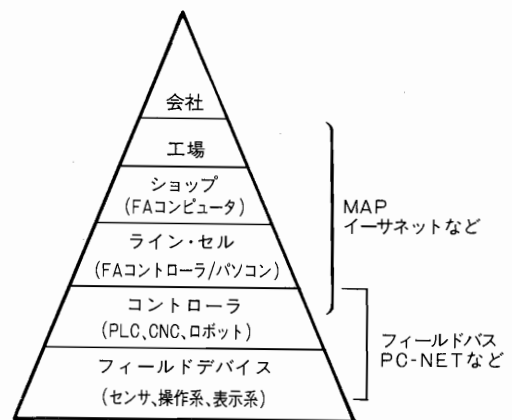 会社
工場
ショップ
(FAコンピュータ)
ライン・セル
(FAコントローラ/パソコン)
コントローラ
(PLC、CNC、ロボット)
フィールドデバイス
(センサ、操作系、表示系)
MAP
イーサネットなど
フィールドバス
PC-NETなど